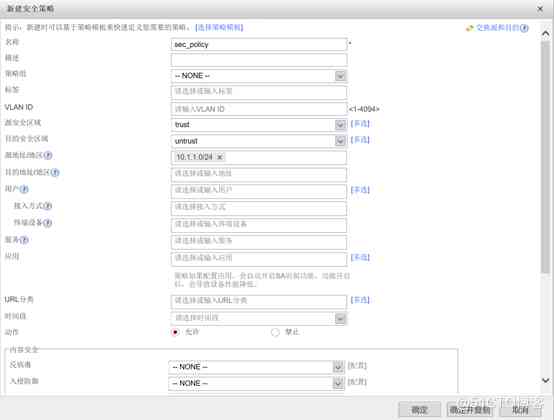 新建安全策略
提示：新建时可以基于策略模板来快速定义您需要的策略。 [选择策略模板]
交换源和目的
名称 sec_policy *
描述
策略组 -- NONE --
标签 请选择或输入标签
VLAN ID 请输入VLAN ID <1-4094>
源安全区域 trust [多选]
目的安全区域 untrust [多选]
源地址/地区 10.1.1.0/24
目的地址/地区 请选择或输入地址
用户 请选择或输入用户 [多选]
接入方式 请选择接入方式
终端设备 请选择或输入终端设备
服务 请选择或输入服务
应用 请选择或输入应用 [多选]
策略如果配置应用，会自动开启SA识别功能。功能开启
后，会导致设备性能降低。
URL分类 请选择或输入URL分类 [多选]
时间段 请选择时间段
动作 允许 禁止
内容安全
反病毒 -- NONE -- [配置]
入侵防御 -- NONE -- [配置]
确定 确定并复制 取消